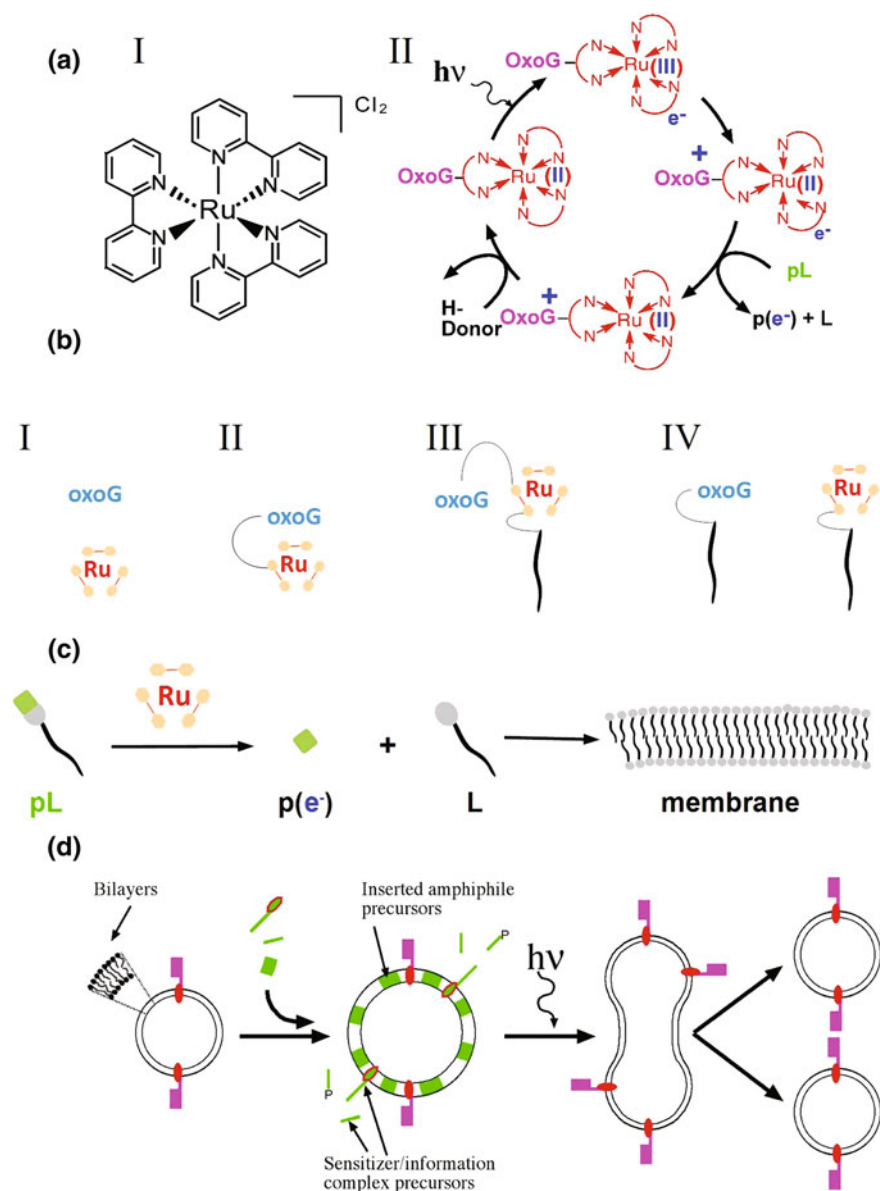 (a)
I
II
Cl2
N
N
N
N
N
N
Ru
hν
OxoG
N
N
N
N
N
Ru(III)
e-
+
OxoG
N
N
N
N
N
Ru(II)
e-
pL
p(e-) + L
+
OxoG
N
N
N
N
N
Ru(II)
H-
Donor
OxoG
N
N
N
N
N
Ru(II)
(b)
I
II
III
IV
oxoG
Ru
oxoG
Ru
oxoG
Ru
oxoG
Ru
(c)
Ru
pL
p(e-)
+
L
membrane
(d)
Bilayers
Inserted amphiphile
precursors
P
hν
P
Sensitizer/information
complex precursors